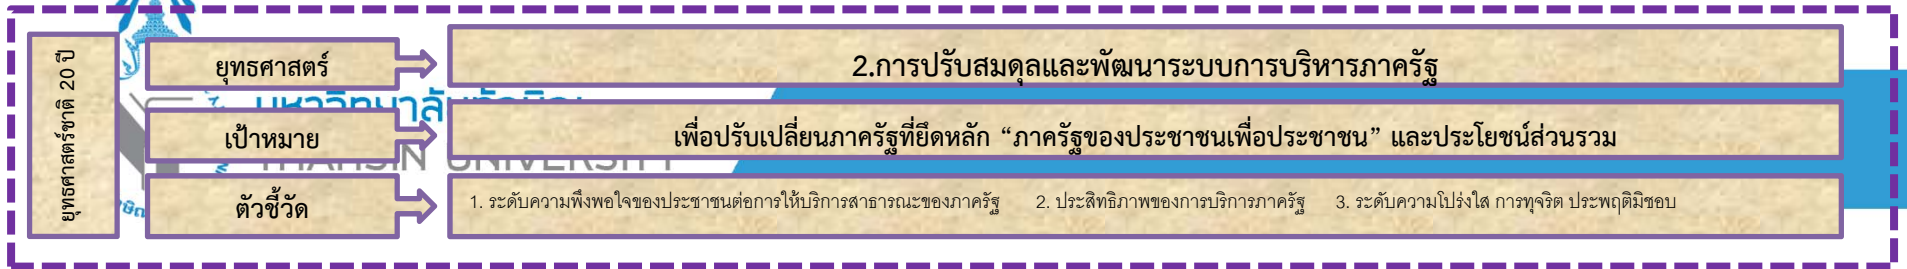 ยุทธศาสตร์ชาติ 20 ปี
ยุทธศาสตร์
2.การปรับสมดุลและพัฒนาระบบการบริหารภาครัฐ
เป้าหมาย
เพื่อปรับเปลี่ยนภาครัฐที่ยึดหลัก “ภาครัฐของประชาชนเพื่อประชาชน” และประโยชน์ส่วนรวม
UNIVERSITY
ตัวชี้วัด
1. ระดับความพึงพอใจของประชาชนต่อการให้บริการสาธารณะของภาครัฐ 2. ประสิทธิภาพของการบริการภาครัฐ 3. ระดับความโปร่งใส การทุจริต ประพฤติมิชอบ